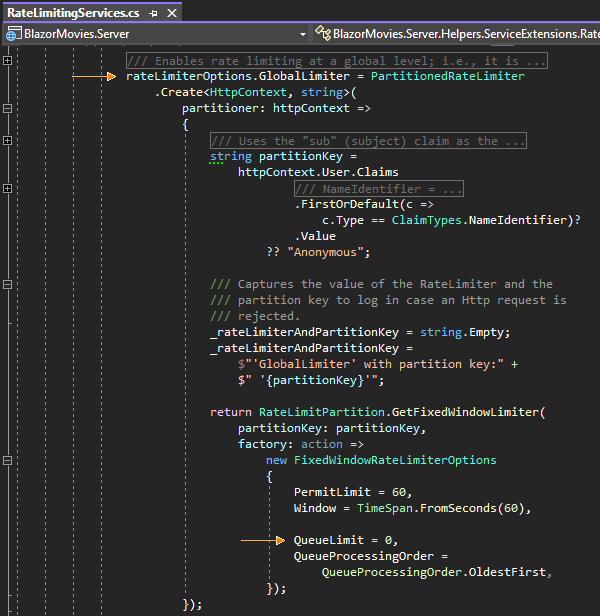 RateLimitingServices.cs
BlazorMovies.Server BlazorMovies.Server.Helpers.ServiceExtensions.Rate
/// Enables rate limiting at a global level; i.e., it is ...
rateLimiterOptions.GlobalLimiter = PartitionedRateLimiter
.Create<HttpContext, string>(
partitioner: httpContext =>
{
/// Uses the "sub" (subject) claim as the ...
string partitionKey =
httpContext.User.Claims
/// NameIdentifier = ...
.FirstOrDefault(c =>
c.Type == ClaimTypes.NameIdentifier)?
.Value
?? "Anonymous";
/// Captures the value of the RateLimiter and the
/// partition key to log in case an Http request is
/// rejected.
_rateLimiterAndPartitionKey = string.Empty;
_rateLimiterAndPartitionKey =
$"'GlobalLimiter' with partition key:" +
$" '{partitionKey}'";
return RateLimitPartition.GetFixedWindowLimiter(
partitionKey: partitionKey,
factory: action =>
new FixedWindowRateLimiterOptions
{
PermitLimit = 60,
Window = TimeSpan.FromSeconds(60),
QueueLimit = 0,
QueueProcessingOrder =
QueueProcessingOrder.OldestFirst,
});
});